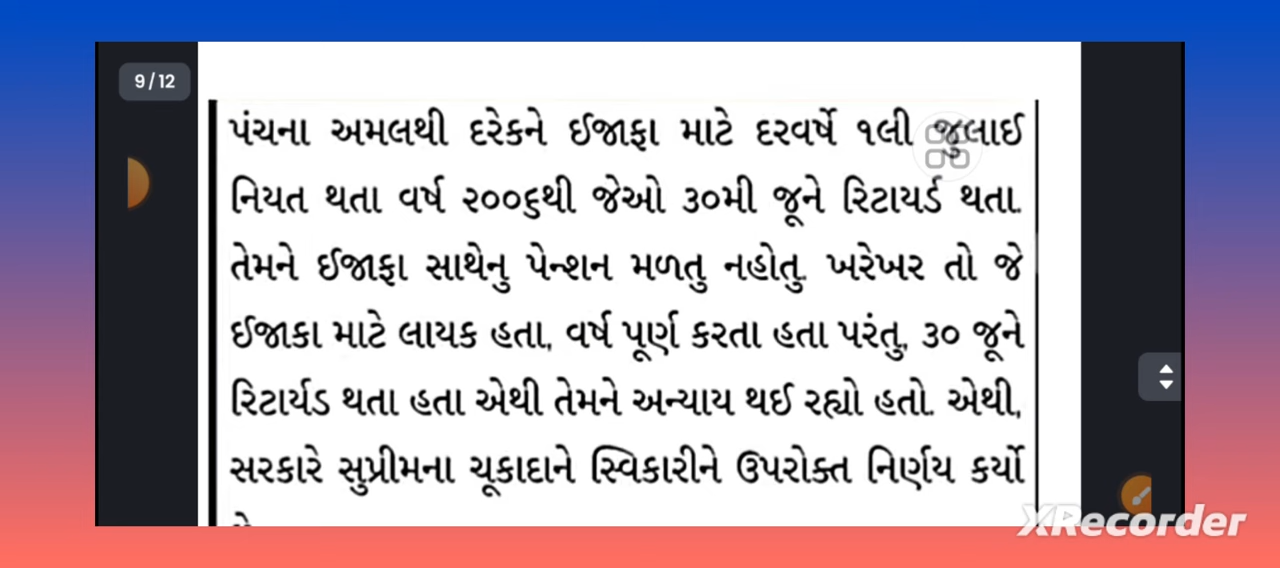 9/12
પંચના અમલથી દરેકને ઈજાફા માટે દરવર્ષે ૧લી જુલાઈ
નિયત થતા વર્ષ ૨૦૦૬થી જેઓ ૩૦મી જૂને રિટાયર્ડ થતા.
તેમને ઈજાફા સાથેનુ પેન્શન મળતુ નહોતુ. ખરેખર તો જે
ઈજાકા માટે લાયક હતા, વર્ષ પૂર્ણ કરતા હતા પરંતુ, ૩૦ જૂને
રિટાર્યડ થતા હતા એથી તેમને અન્યાય થઈ રહ્યો હતો. એથી,
સરકારે સુપ્રીમના ચૂકાદાને સ્વિકારીને ઉપરોક્ત નિર્ણય કર્યો
XRecorder